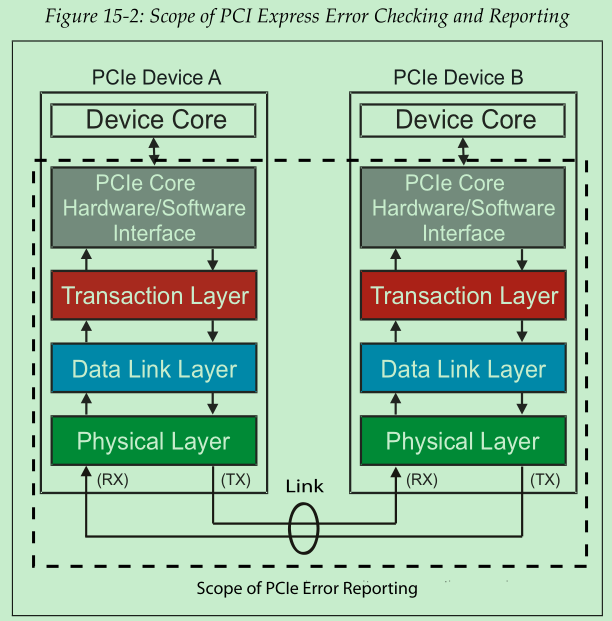 Figure 15-2: Scope of PCI Express Error Checking and Reporting
PCIe Device A
Device Core
PCIe Core
Hardware/Software
Interface
Transaction Layer
Data Link Layer
Physical Layer
(RX)
(TX)
PCIe Device B
Device Core
PCIe Core
Hardware/Software
Interface
Transaction Layer
Data Link Layer
Physical Layer
(RX)
(TX)
Link
Scope of PCIe Error Reporting